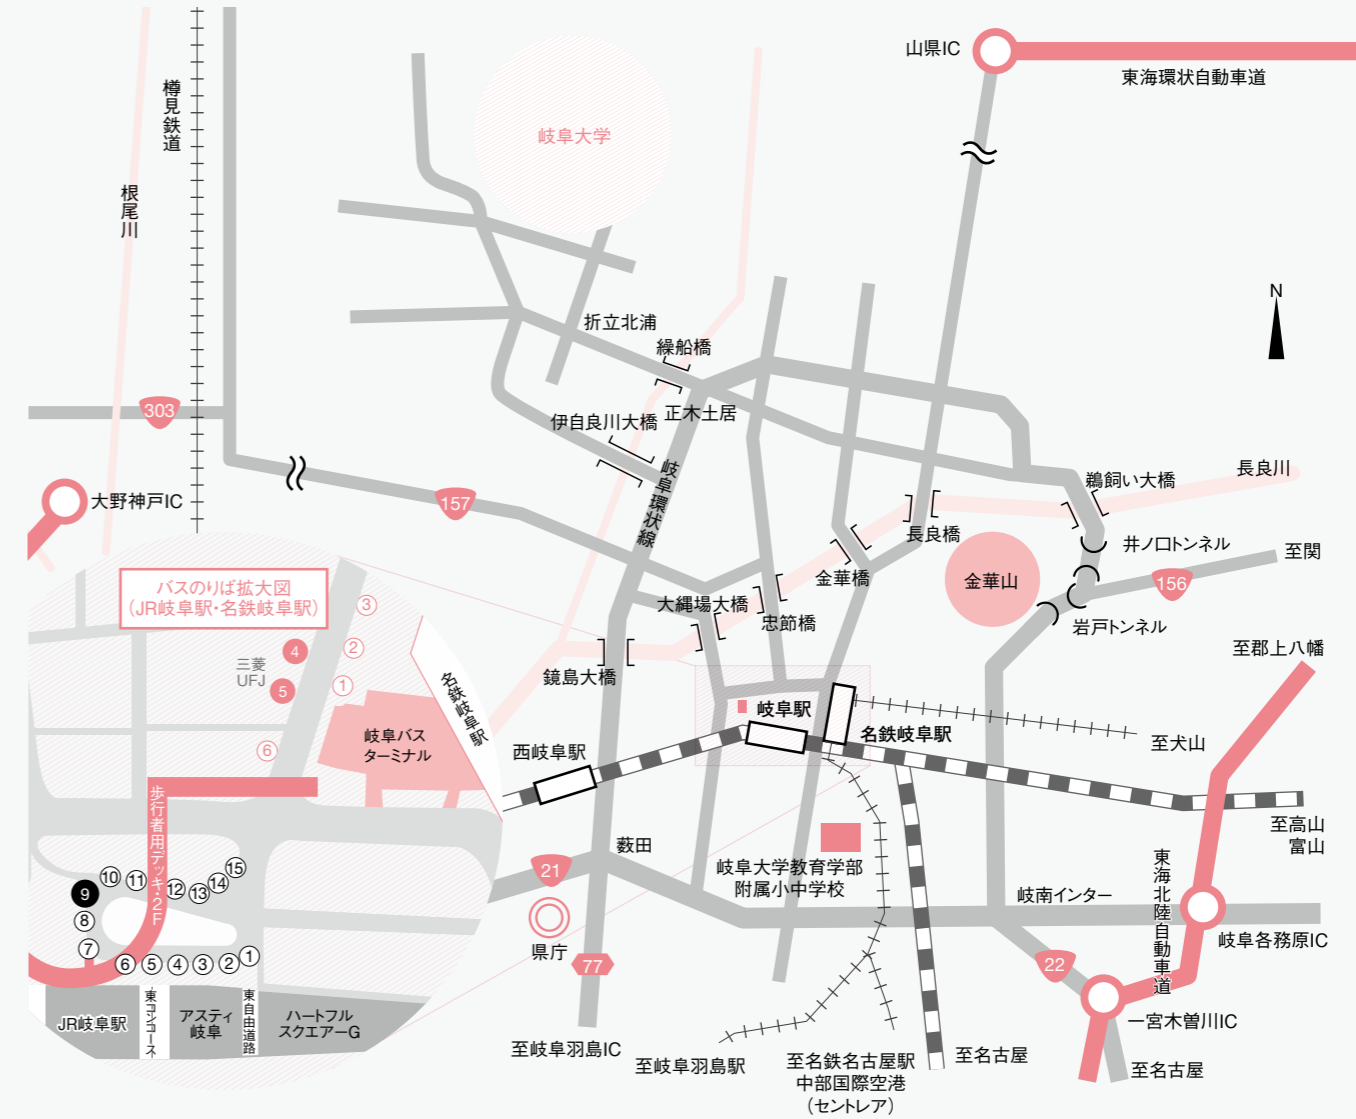 山県IC
東海環状自動車道
樽見鉄道
根尾川
岐阜大学
N
折立北浦
繰船橋
303
伊自良川大橋
正木土居
岐阜環状線
大野神戸IC
157
長良川
鵜飼い大橋
長良橋
井ノ口トンネル
至関
金華橋
金華山
156
大縄場大橋
忠節橋
岩戸トンネル
至郡上八幡
鏡島大橋
岐阜駅
名鉄岐阜駅
至犬山
西岐阜駅
至高山
富山
薮田
21
岐阜大学教育学部
附属小中学校
東海北陸自動車道
岐南インター
県庁
岐阜各務原IC
77
22
一宮木曽川IC
至岐阜羽島IC
至岐阜羽島駅
至名鉄名古屋駅
中部国際空港
（セントレア）
至名古屋
至名古屋
バスのりば拡大図
（JR岐阜駅・名鉄岐阜駅）
③
②
①
④
⑤
⑥
三菱
UFJ
名鉄岐阜駅
岐阜バス
ターミナル
歩行者用デッキ・2F
⑩
⑪
⑫
⑬
⑭
⑮
9
⑧
⑦
⑥
⑤
④
③
②
①
JR岐阜駅
東口コンコース
アスティ
岐阜
東自由道路
ハートフル
スクエアーG